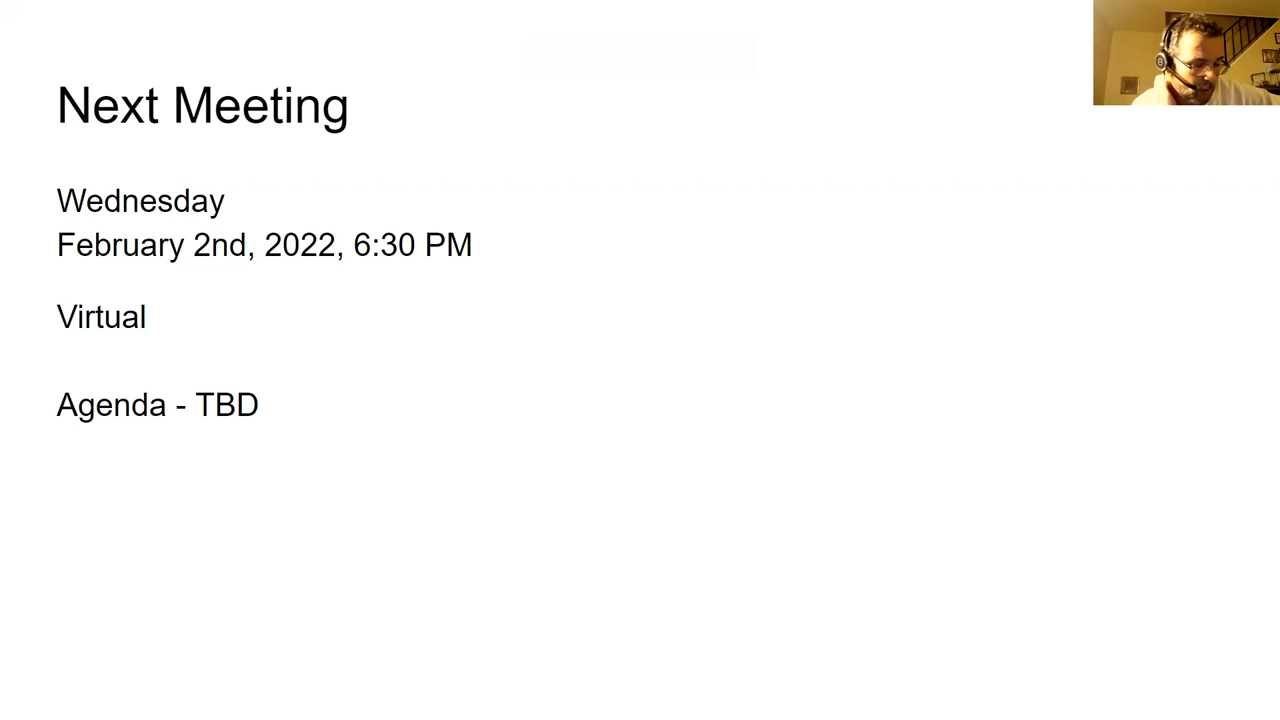 Next Meeting
Wednesday
February 2nd, 2022, 6:30 PM
Virtual
Agenda - TBD